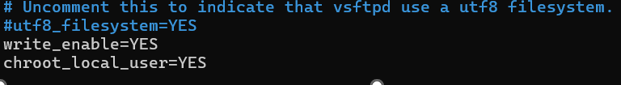 # Uncomment this to indicate that vsftpd use a utf8 filesystem.
#utf8_filesystem=YES
write_enable=YES
chroot_local_user=YES